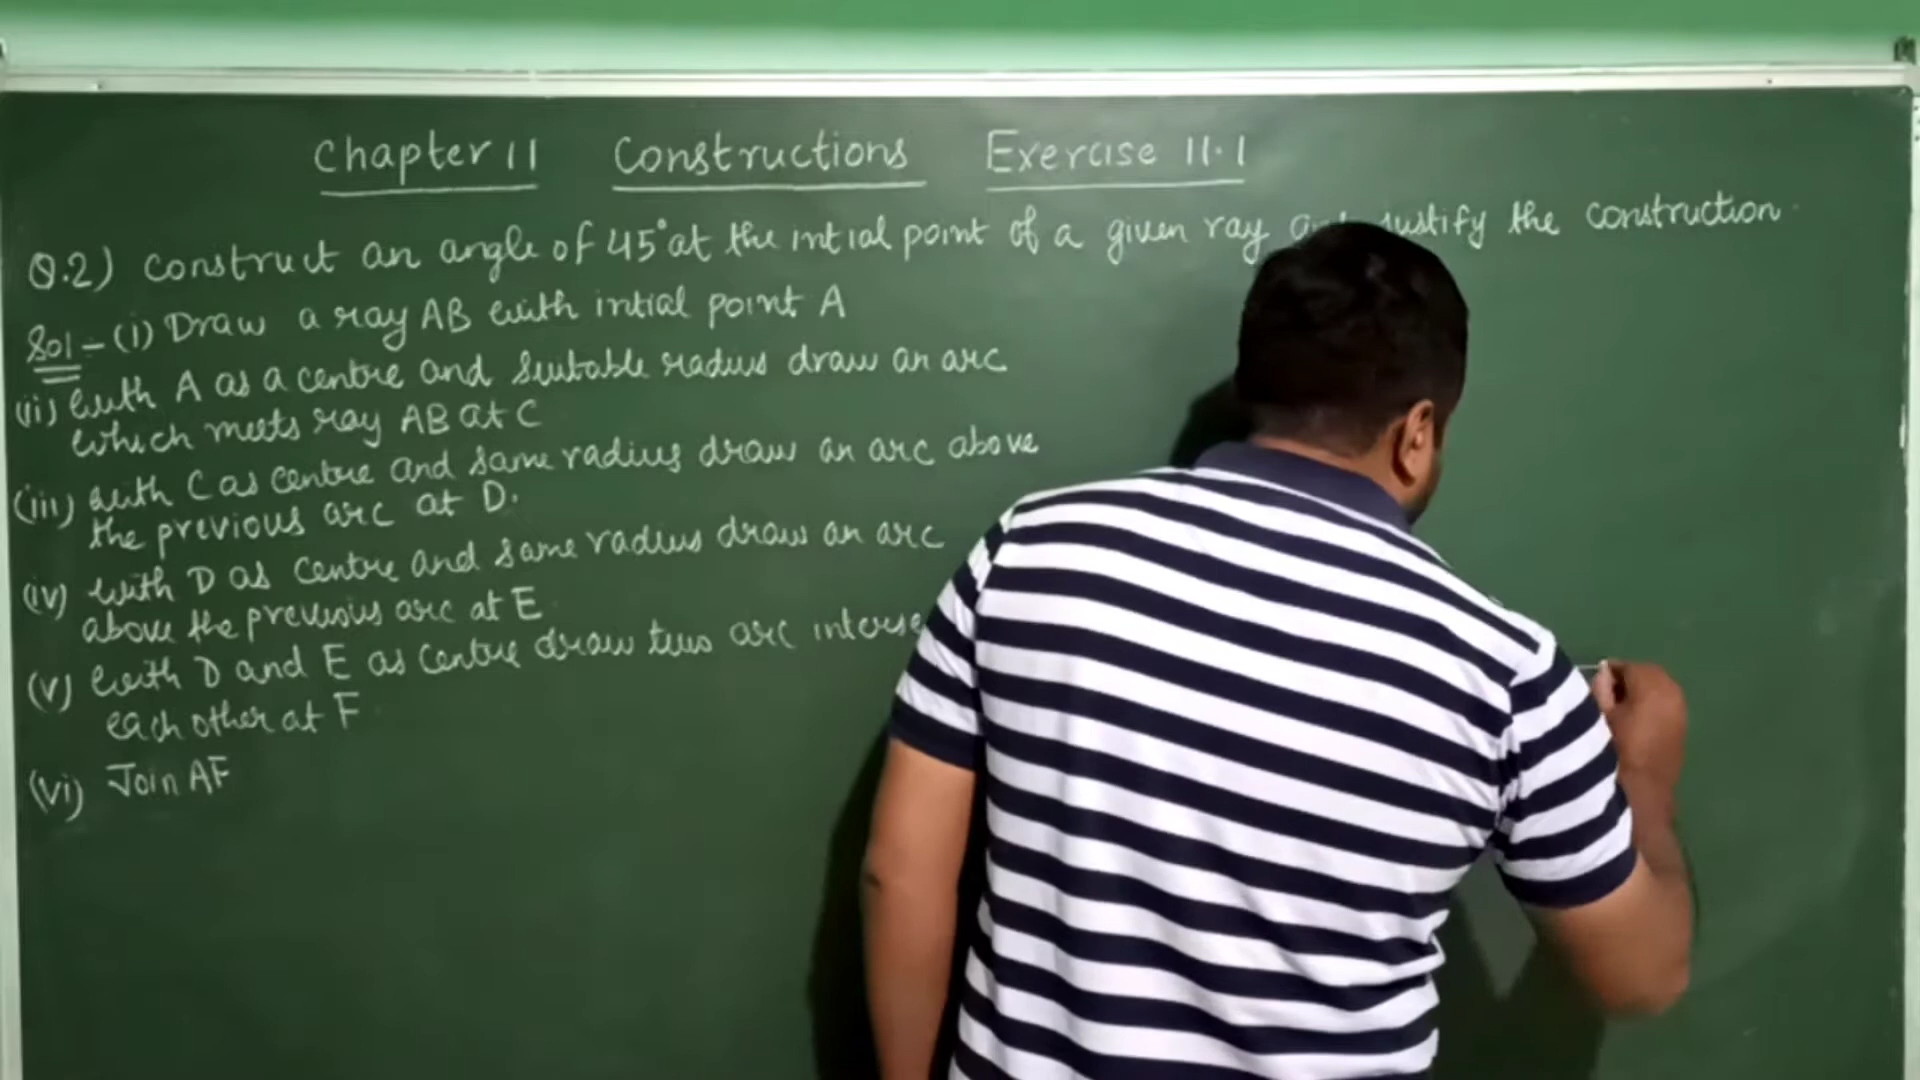 Chapter 11 Constructions Exercise 11.1
Q.2) Construct an angle of 45° at the intial point of a given ray justify the construction.
Sol - (i) Draw a ray AB with intial point A
(ii) With A as a centre and Suitable radius draw an arc
which meets ray AB at C
(iii) With C as centre and same radius draw an arc above
the previous arc at D.
(iv) With D as centre and same radius draw an arc
above the previous arc at E
(v) With D and E as centre draw two arc interse
each other at F
(vi) Join AF